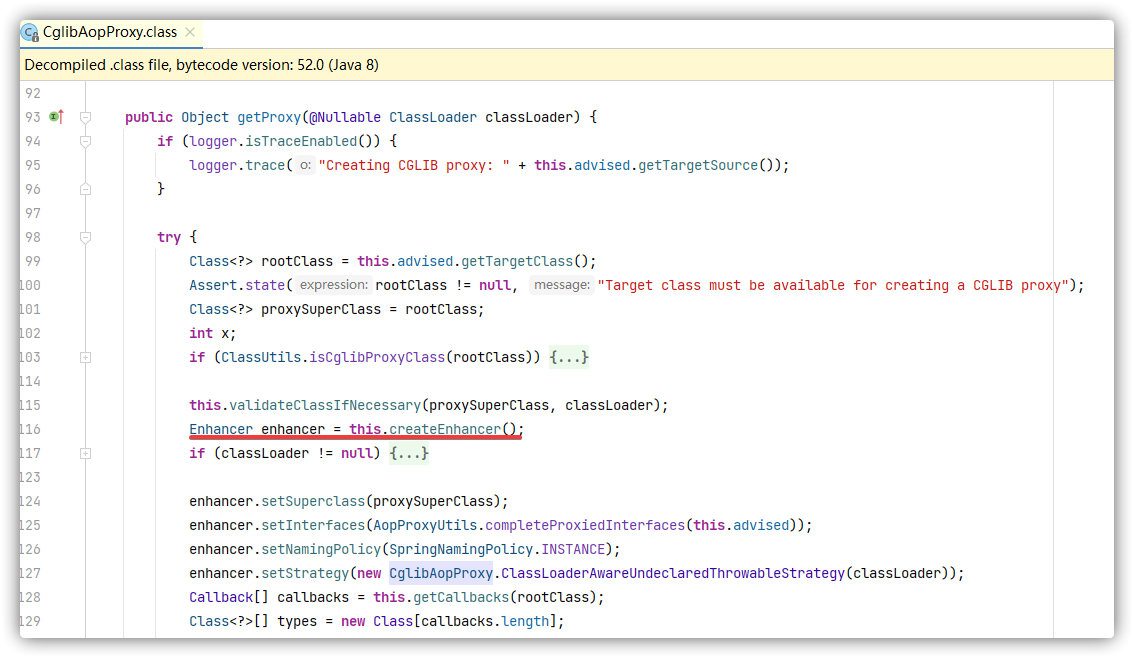 CglibAopProxy.class
Decompiled .class file, bytecode version: 52.0 (Java 8)
92
93 public Object getProxy(@Nullable ClassLoader classLoader) {
94 if (logger.isTraceEnabled()) {
95 logger.trace( o: "Creating CGLIB proxy: " + this.advised.getTargetSource());
96 }
97
98 try {
99 Class<?> rootClass = this.advised.getTargetClass();
100 Assert.state( expression: rootClass != null, message: "Target class must be available for creating a CGLIB proxy");
101 Class<?> proxySuperClass = rootClass;
102 int x;
103 if (ClassUtils.isCglibProxyClass(rootClass)) {...}
114
115 this.validateClassIfNecessary(proxySuperClass, classLoader);
116 Enhancer enhancer = this.createEnhancer();
117 if (classLoader != null) {...}
123
124 enhancer.setSuperclass(proxySuperClass);
125 enhancer.setInterfaces(AopProxyUtils.completeProxiedInterfaces(this.advised));
126 enhancer.setNamingPolicy(SpringNamingPolicy.INSTANCE);
127 enhancer.setStrategy(new CglibAopProxy.ClassLoaderAwareUndeclaredThrowableStrategy(classLoader));
128 Callback[] callbacks = this.getCallbacks(rootClass);
129 Class<?>[] types = new Class[callbacks.length];